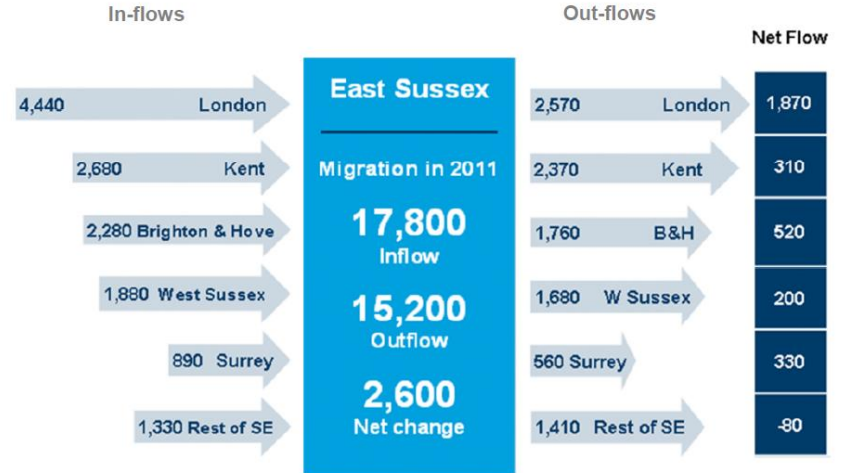 In-flows
Out-flows
Net Flow
East Sussex
Migration in 2011
17,800
Inflow
15,200
Outflow
2,600
Net change
4,440 London
2,680 Kent
2,280 Brighton & Hove
1,880 West Sussex
890 Surrey
1,330 Rest of SE
2,570 London
1,870
2,370 Kent
310
1,760 B&H
520
1,680 W Sussex
200
560 Surrey
330
1,410 Rest of SE
-80